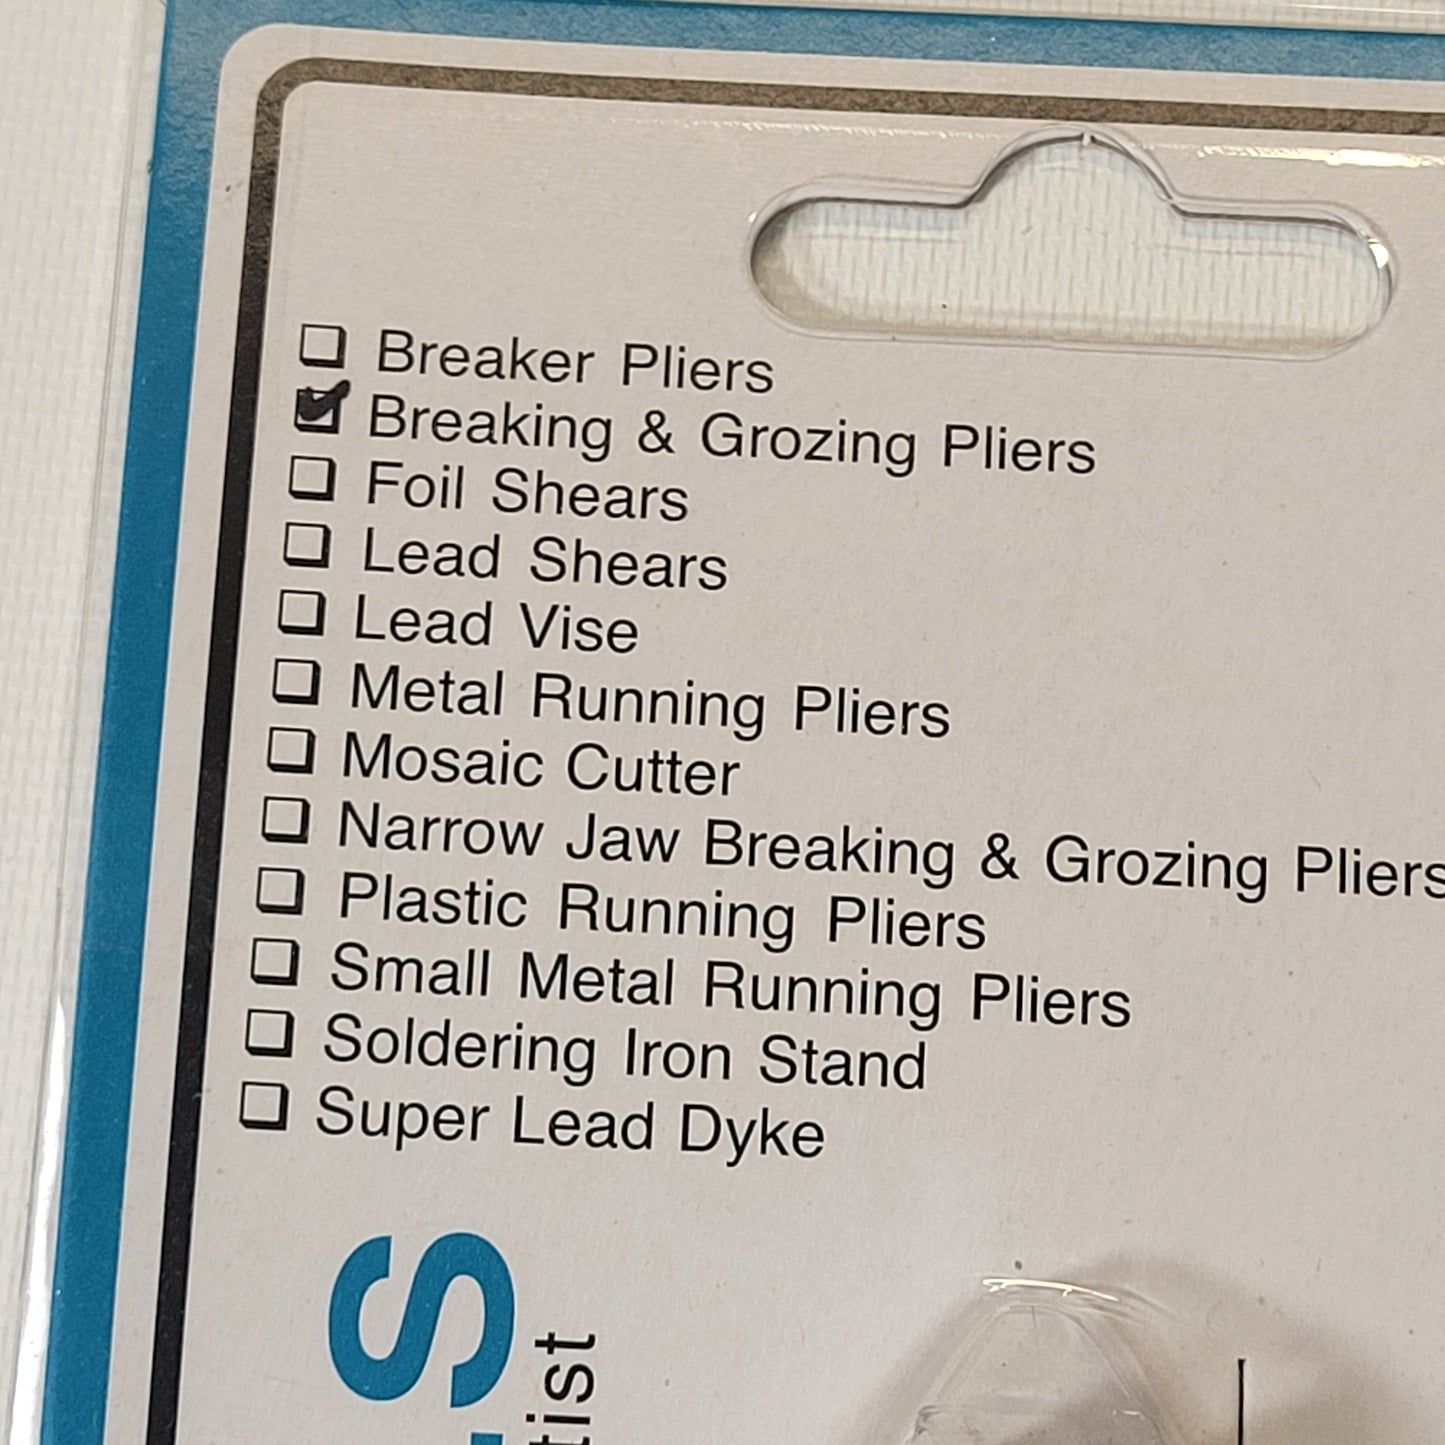 Breaker Pliers
Breaking & Grozing Pliers
Foil Shears
Lead Shears
Lead Vise
Metal Running Pliers
Mosaic Cutter
Narrow Jaw Breaking & Grozing Pliers
Plastic Running Pliers
Small Metal Running Pliers
Soldering Iron Stand
Super Lead Dyke
S
tist